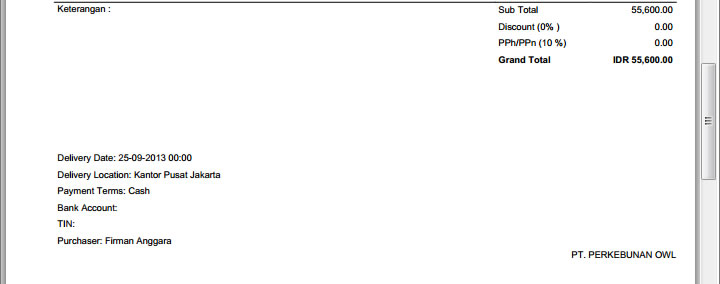 Keterangan : Sub Total 55,600.00
Discount (0% ) 0.00
PPh/PPn (10 %) 0.00
Grand Total IDR 55,600.00
Delivery Date: 25-09-2013 00:00
Delivery Location: Kantor Pusat Jakarta
Payment Terms: Cash
Bank Account:
TIN:
Purchaser: Firman Anggara
PT. PERKEBUNAN OWL